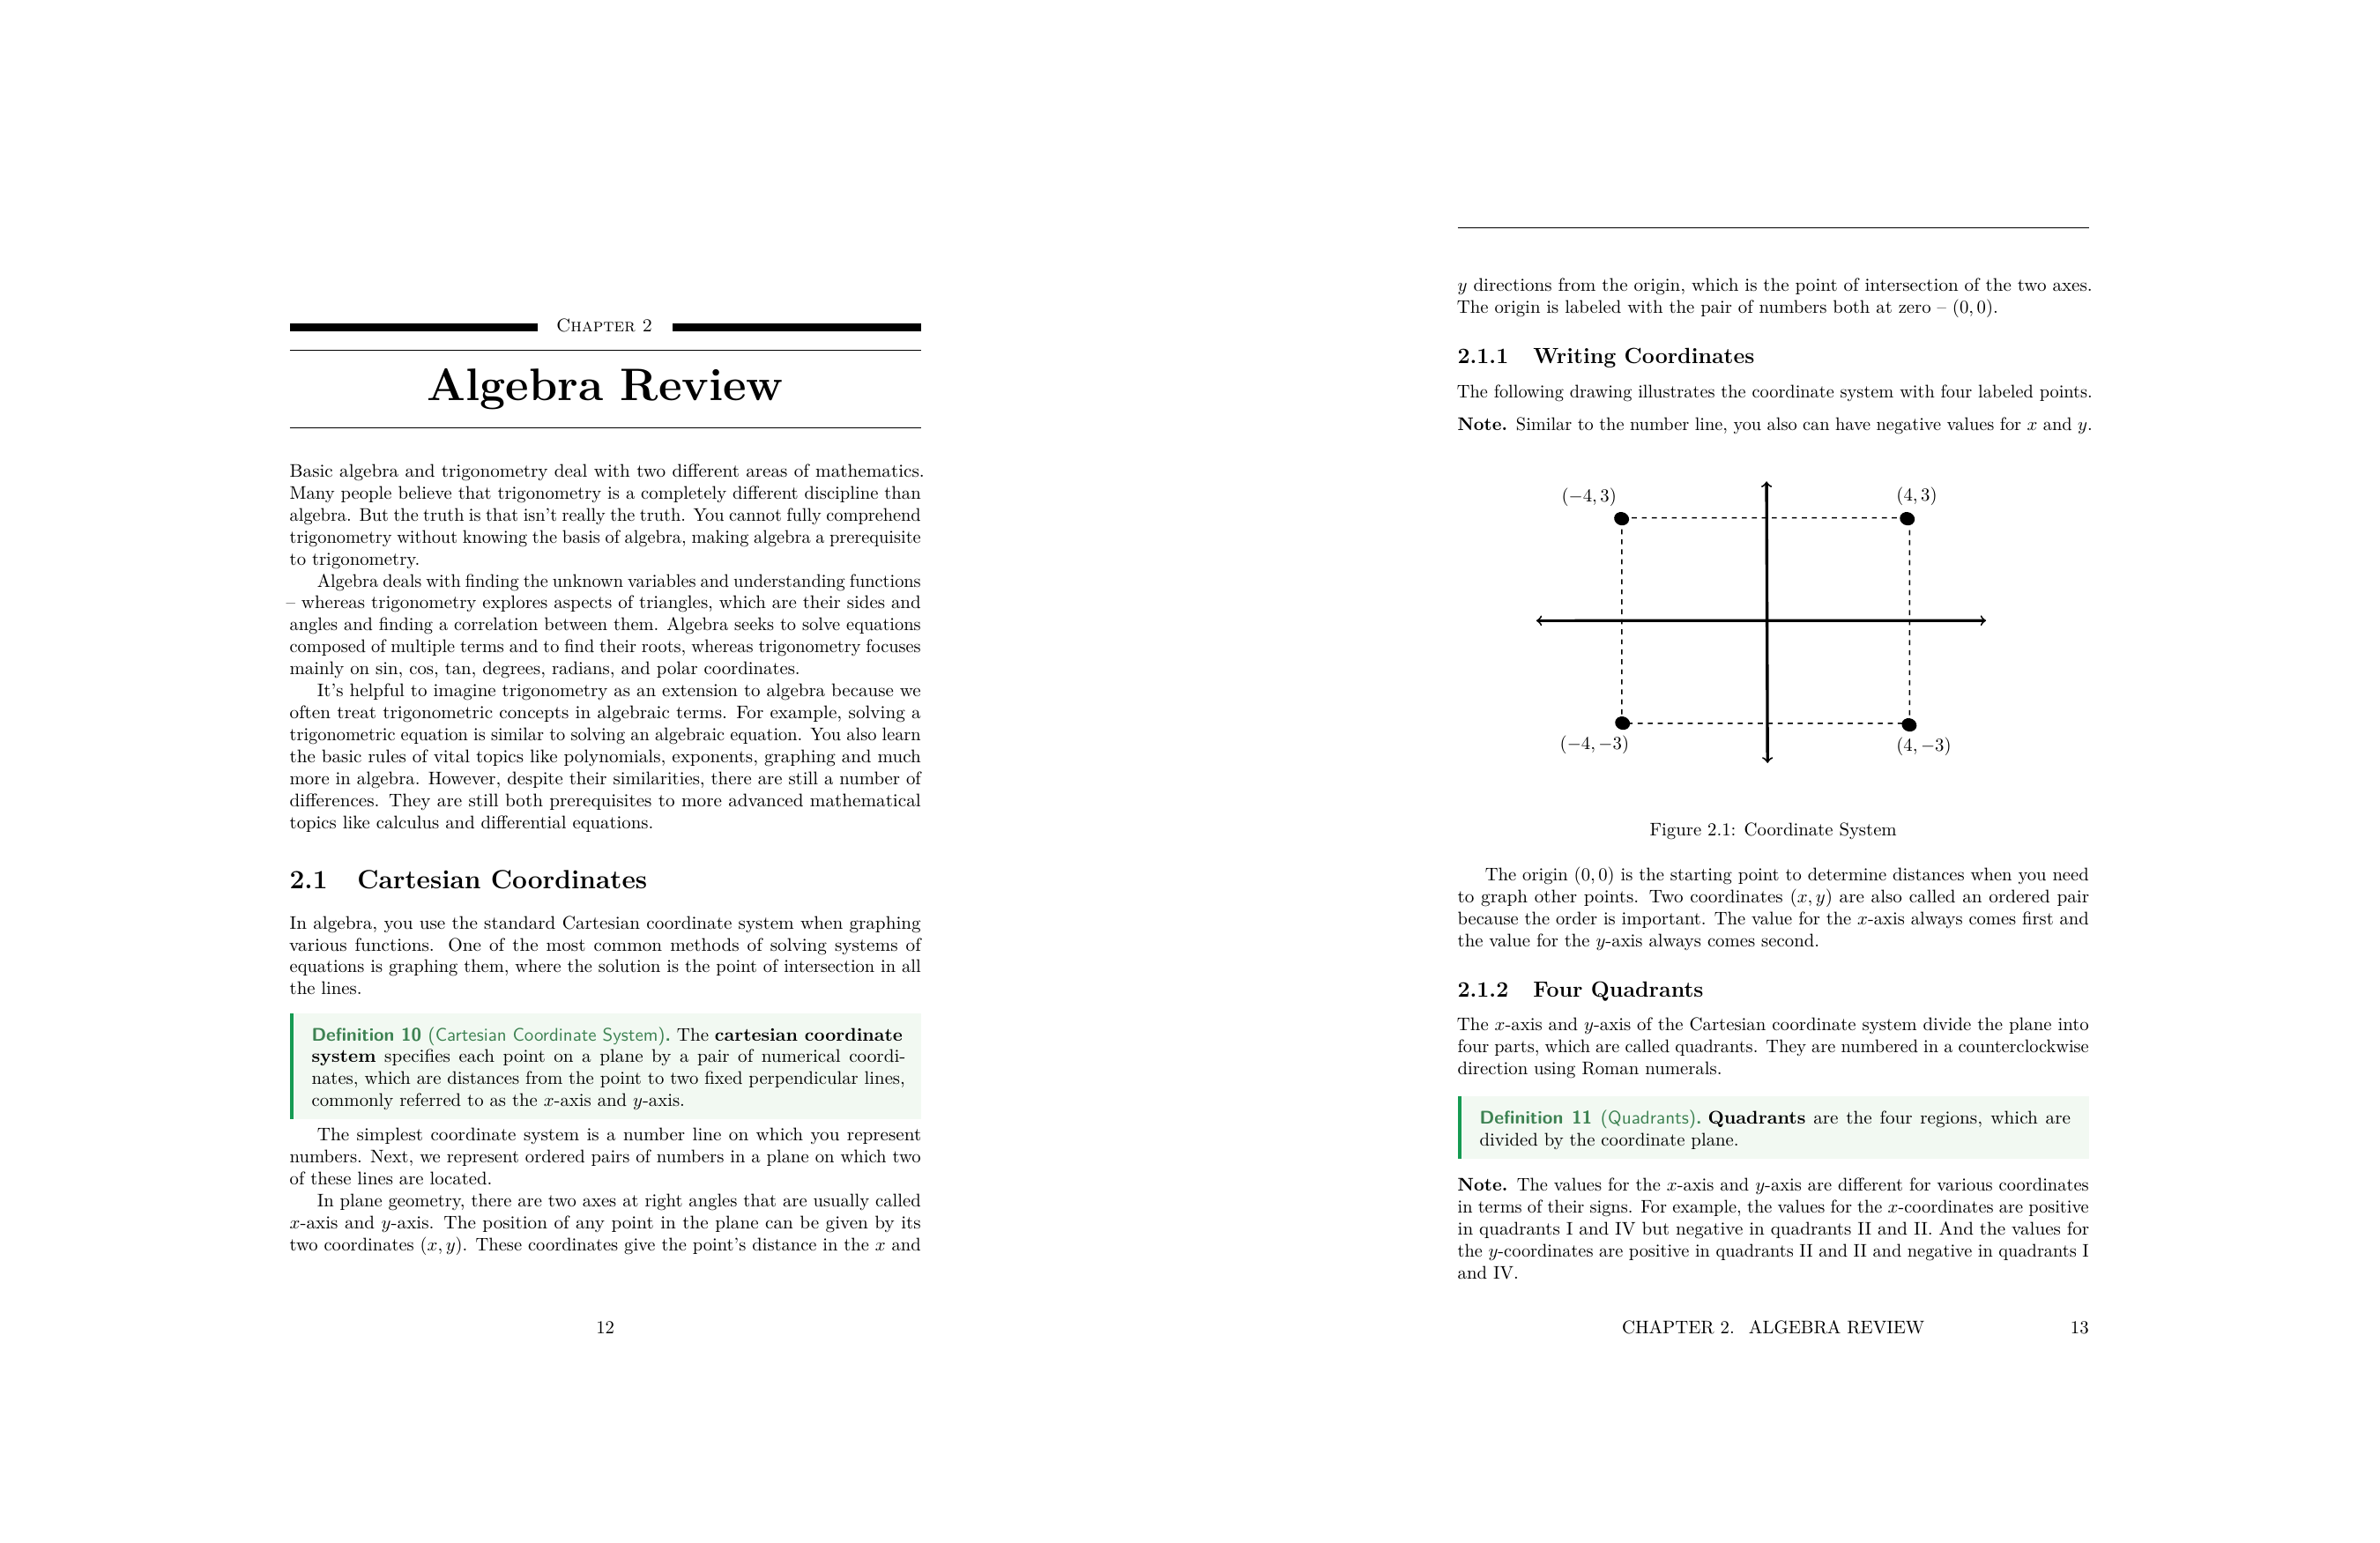 CHAPTER 2
Algebra Review
Basic algebra and trigonometry deal with two different areas of mathematics.
Many people believe that trigonometry is a completely different discipline than
algebra. But the truth is that isn't really the truth. You cannot fully comprehend
trigonometry without knowing the basis of algebra, making algebra a prerequisite
to trigonometry.
Algebra deals with finding the unknown variables and understanding functions
– whereas trigonometry explores aspects of triangles, which are their sides and
angles and finding a correlation between them. Algebra seeks to solve equations
composed of multiple terms and to find their roots, whereas trigonometry focuses
mainly on sin, cos, tan, degrees, radians, and polar coordinates.
It's helpful to imagine trigonometry as an extension to algebra because we
often treat trigonometric concepts in algebraic terms. For example, solving a
trigonometric equation is similar to solving an algebraic equation. You also learn
the basic rules of vital topics like polynomials, exponents, graphing and much
more in algebra. However, despite their similarities, there are still a number of
differences. They are still both prerequisites to more advanced mathematical
topics like calculus and differential equations.
2.1 Cartesian Coordinates
In algebra, you use the standard Cartesian coordinate system when graphing
various functions. One of the most common methods of solving systems of
equations is graphing them, where the solution is the point of intersection in all
the lines.
Definition 10 (Cartesian Coordinate System). The cartesian coordinate
system specifies each point on a plane by a pair of numerical coordi-
nates, which are distances from the point to two fixed perpendicular lines,
commonly referred to as the x-axis and y-axis.
The simplest coordinate system is a number line on which you represent
numbers. Next, we represent ordered pairs of numbers in a plane on which two
of these lines are located.
In plane geometry, there are two axes at right angles that are usually called
x-axis and y-axis. The position of any point in the plane can be given by its
two coordinates (x, y). These coordinates give the point's distance in the x and
12
y directions from the origin, which is the point of intersection of the two axes.
The origin is labeled with the pair of numbers both at zero – (0, 0).
2.1.1 Writing Coordinates
The following drawing illustrates the coordinate system with four labeled points.
Note. Similar to the number line, you also can have negative values for x and y.
(−4, 3) (4, 3)
(−4, −3) (4, −3)
Figure 2.1: Coordinate System
The origin (0, 0) is the starting point to determine distances when you need
to graph other points. Two coordinates (x, y) are also called an ordered pair
because the order is important. The value for the x-axis always comes first and
the value for the y-axis always comes second.
2.1.2 Four Quadrants
The x-axis and y-axis of the Cartesian coordinate system divide the plane into
four parts, which are called quadrants. They are numbered in a counterclockwise
direction using Roman numerals.
Definition 11 (Quadrants). Quadrants are the four regions, which are
divided by the coordinate plane.
Note. The values for the x-axis and y-axis are different for various coordinates
in terms of their signs. For example, the values for the x-coordinates are positive
in quadrants I and IV but negative in quadrants II and II. And the values for
the y-coordinates are positive in quadrants II and II and negative in quadrants I
and IV.
CHAPTER 2. ALGEBRA REVIEW 13